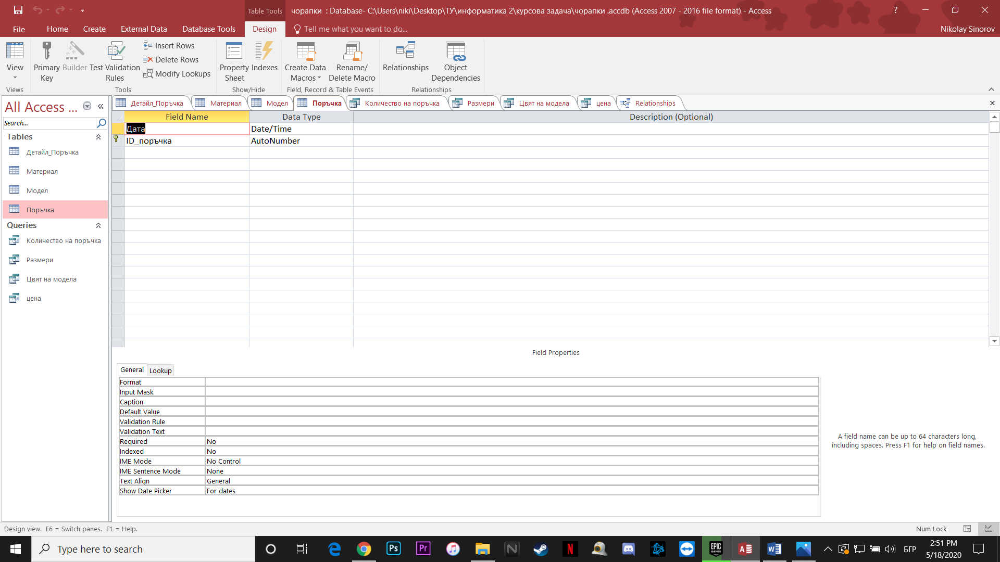 Table Tools
чорапки : Database- C:\Users\niki\Desktop\ТУ\информатика 2\курсова задача\чорапки .accdb (Access 2007 - 2016 file format) - Access
?
File
Home
Create
External Data
Database Tools
Design
Tell me what you want to do...
Nikolay Sinorov
View
Primary Key
Builder
Test Validation Rules
Insert Rows
Delete Rows
Modify Lookups
Property Sheet
Indexes
Create Data Macros
Rename/ Delete Macro
Relationships
Object Dependencies
Views
Tools
Show/Hide
Field, Record & Table Events
Relationships
All Access ...
Search...
Tables
Детайл_Поръчка
Материал
Модел
Поръчка
Queries
Количество на поръчка
Размери
Цвят на модела
цена
Детайл_Поръчка
Материал
Модел
Поръчка
Количество на поръчка
Размери
Цвят на модела
цена
Relationships
Field Name
Data Type
Description (Optional)
Дата
Date/Time
ID_поръчка
AutoNumber
Field Properties
General
Lookup
Format
Input Mask
Caption
Default Value
Validation Rule
Validation Text
Required No
Indexed No
IME Mode No Control
IME Sentence Mode None
Text Align General
Show Date Picker For dates
A field name can be up to 64 characters long,
including spaces. Press F1 for help on field names.
Design view. F6 = Switch panes. F1 = Help.
Num Lock
Type here to search
Ps
Pr
N
N
EPIC
GAMES
A
W
БГР
2:51 PM
5/18/2020